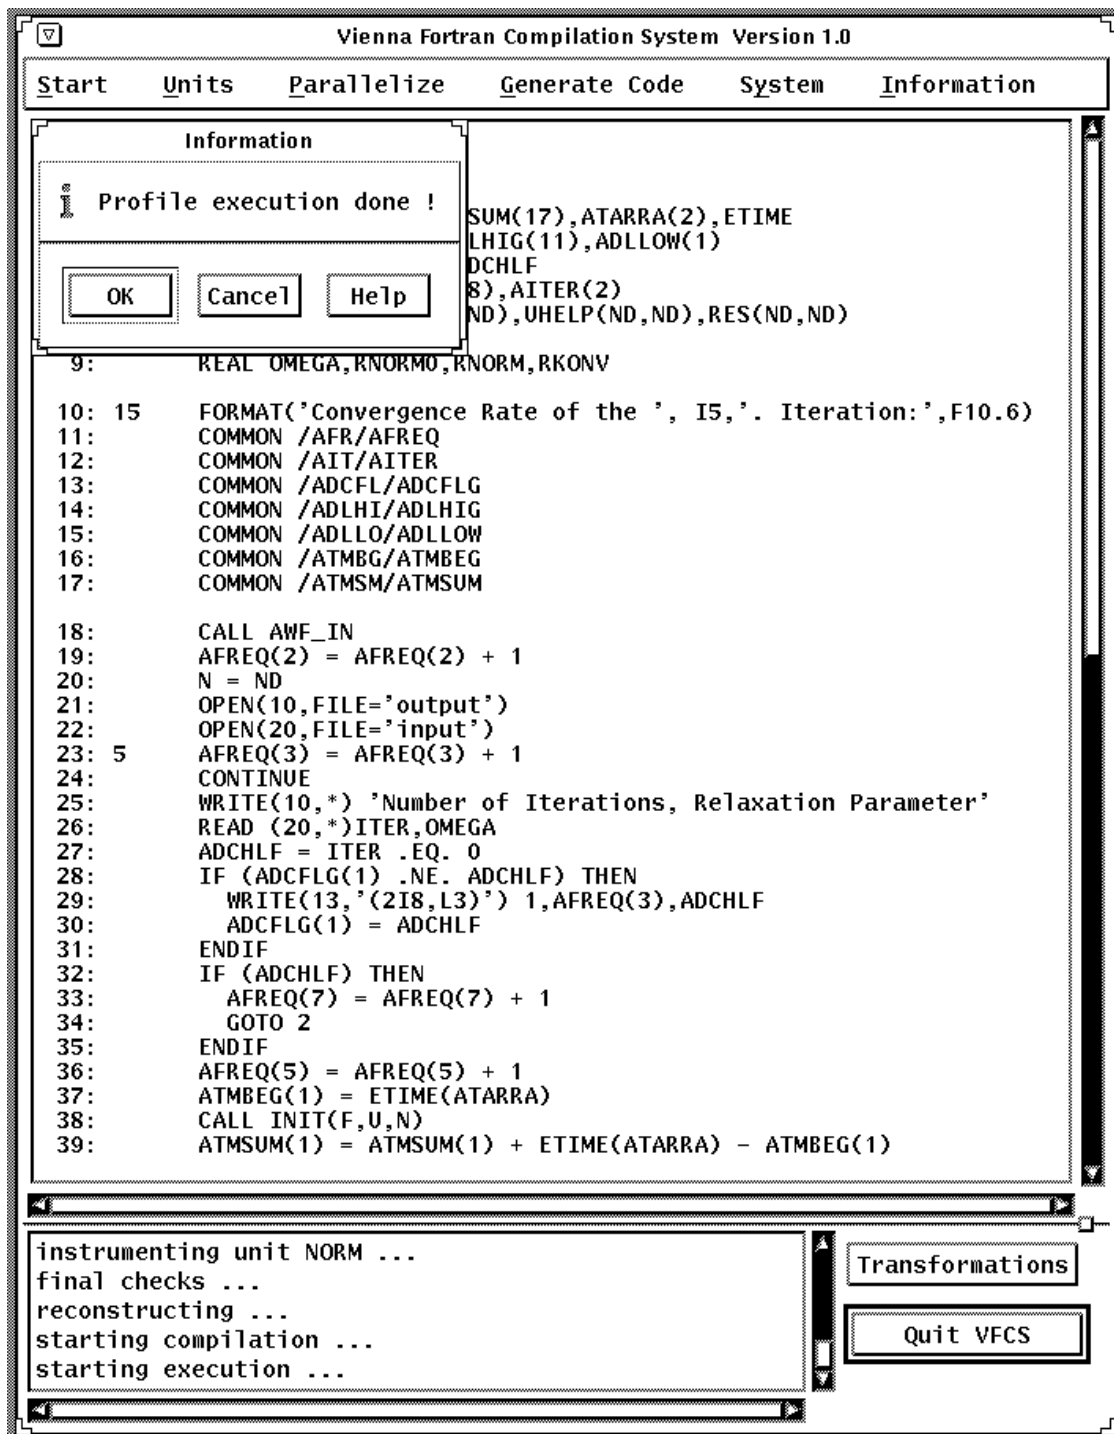 Vienna Fortran Compilation System Version 1.0
Start Units Parallelize Generate Code System Information
Information
i Profile execution done !
OK Cancel Help
SUM(17),ATARRA(2),ETIME
LHIG(11),ADLLOW(1)
DCHLF
8),AITER(2)
ND),UHELP(ND,ND),RES(ND,ND)
9: REAL OMEGA,RNORM0,RNORM,RKONV
10: 15 FORMAT('Convergence Rate of the ', I5,'. Iteration:',F10.6)
11: COMMON /AFR/AFREQ
12: COMMON /AIT/AITER
13: COMMON /ADCFL/ADCFLG
14: COMMON /ADLHI/ADLHIG
15: COMMON /ADLLO/ADLLOW
16: COMMON /ATMBG/ATMBEG
17: COMMON /ATMSM/ATMSUM
18: CALL AWF_IN
19: AFREQ(2) = AFREQ(2) + 1
20: N = ND
21: OPEN(10,FILE='output')
22: OPEN(20,FILE='input')
23: 5 AFREQ(3) = AFREQ(3) + 1
24: CONTINUE
25: WRITE(10,*) 'Number of Iterations, Relaxation Parameter'
26: READ (20,*)ITER,OMEGA
27: ADCHLF = ITER .EQ. 0
28: IF (ADCFLG(1) .NE. ADCHLF) THEN
29: WRITE(13,'(2I8,L3)') 1,AFREQ(3),ADCHLF
30: ADCFLG(1) = ADCHLF
31: ENDIF
32: IF (ADCHLF) THEN
33: AFREQ(7) = AFREQ(7) + 1
34: GOTO 2
35: ENDIF
36: AFREQ(5) = AFREQ(5) + 1
37: ATMBEG(1) = ETIME(ATARRA)
38: CALL INIT(F,U,N)
39: ATMSUM(1) = ATMSUM(1) + ETIME(ATARRA) - ATMBEG(1)
instrumenting unit NORM ...
final checks ...
reconstructing ...
starting compilation ...
starting execution ...
Transformations
Quit VFCS